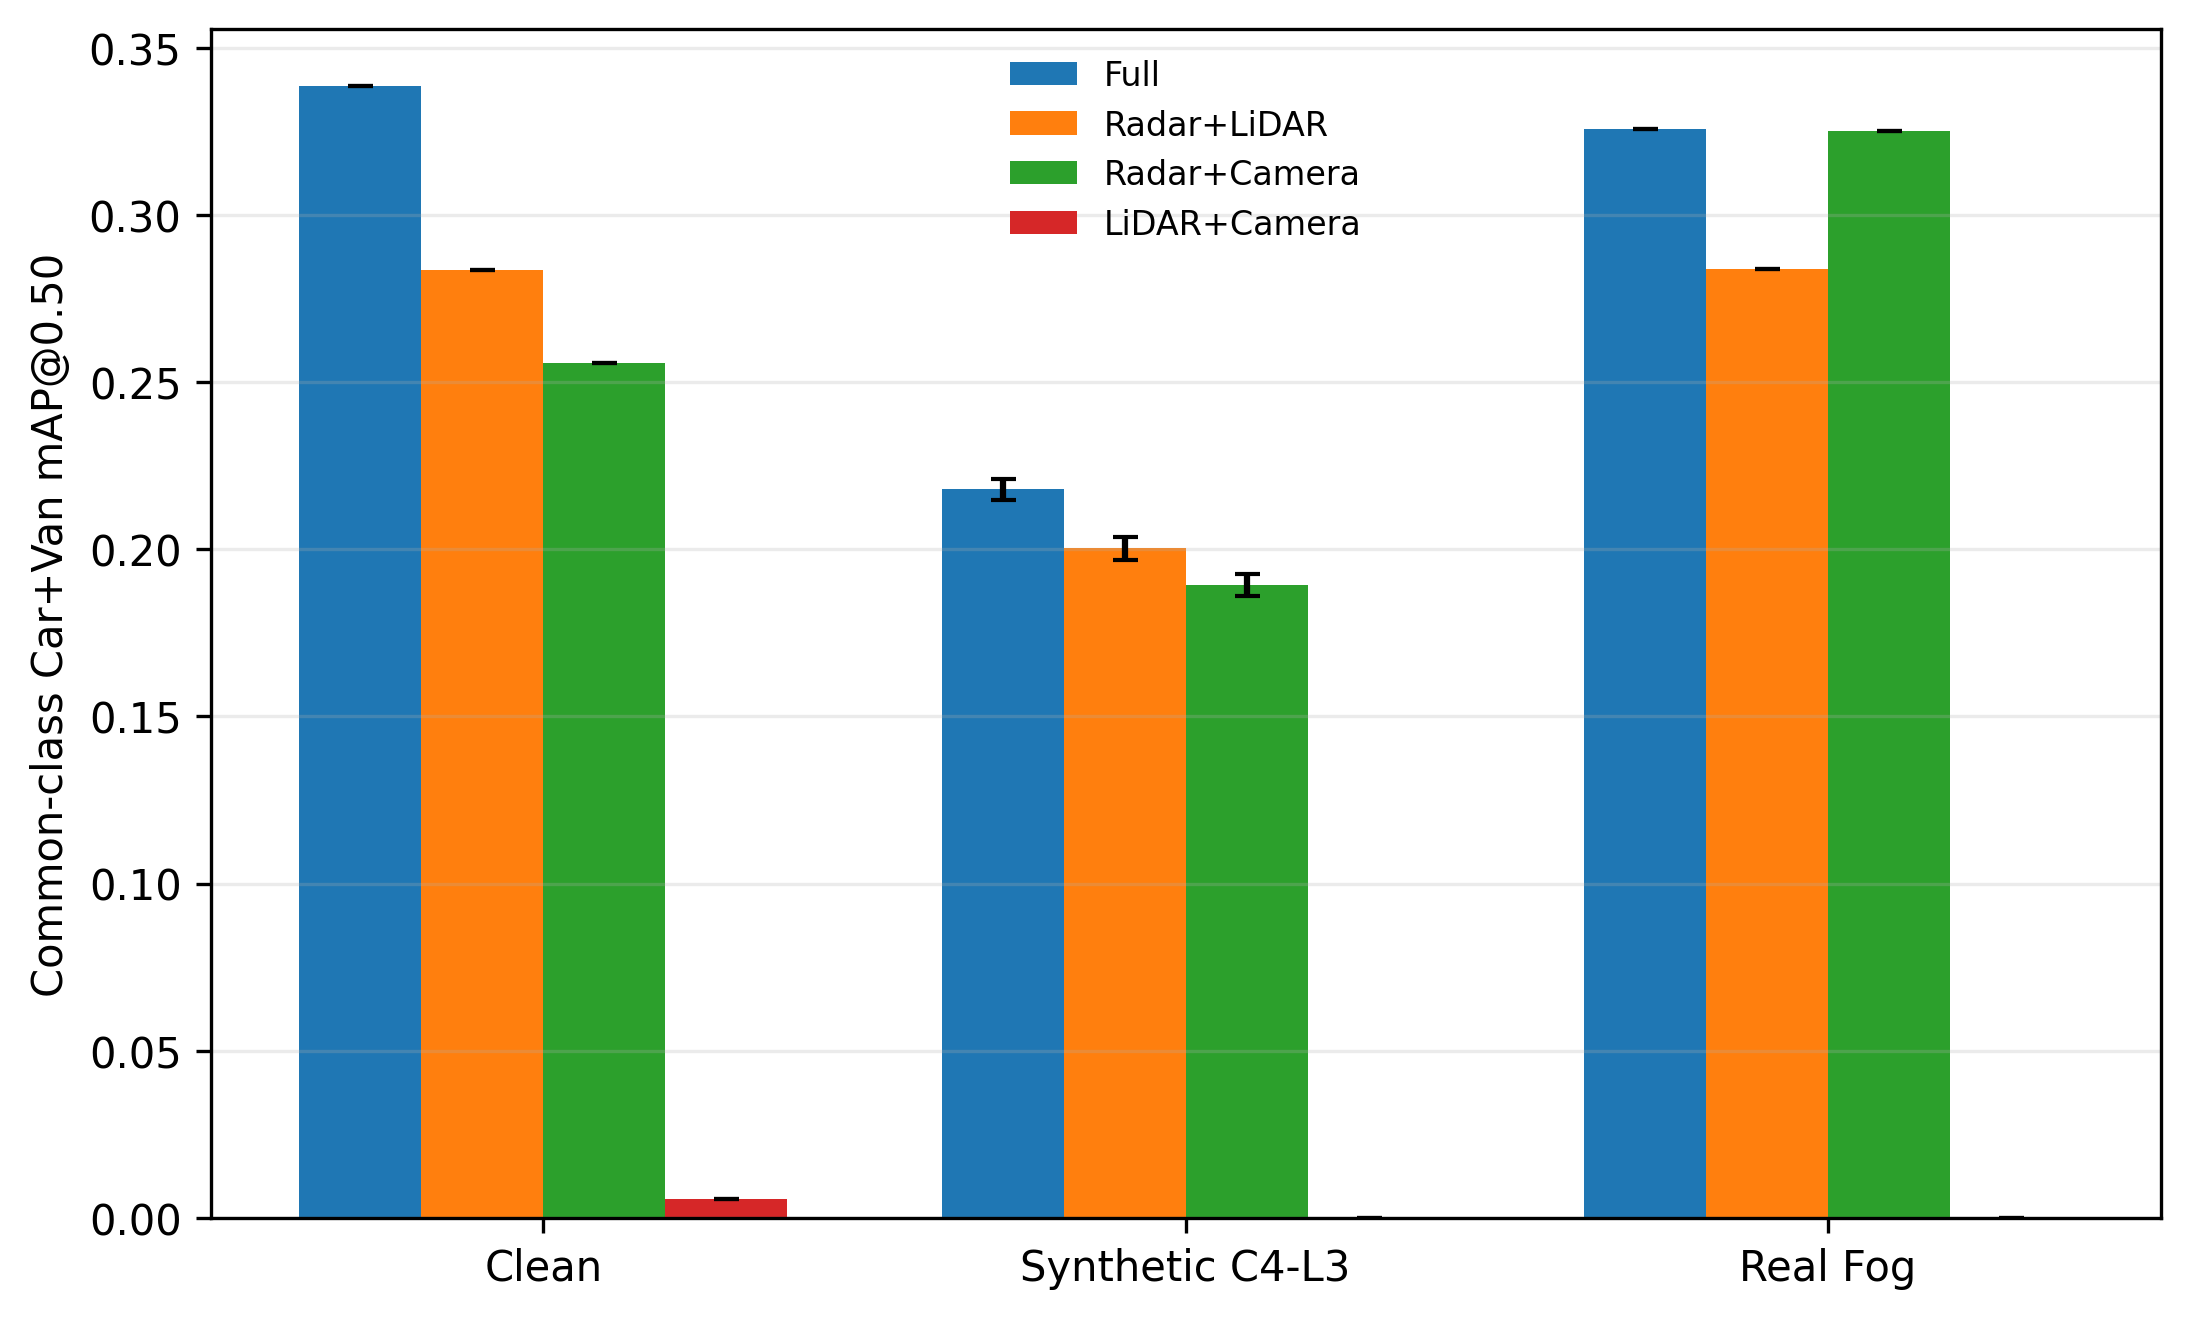 Common-class Car+Van mAP@0.50
0.35
0.30
0.25
0.20
0.15
0.10
0.05
0.00
Full
Radar+LiDAR
Radar+Camera
LiDAR+Camera
Clean
Synthetic C4-L3
Real Fog